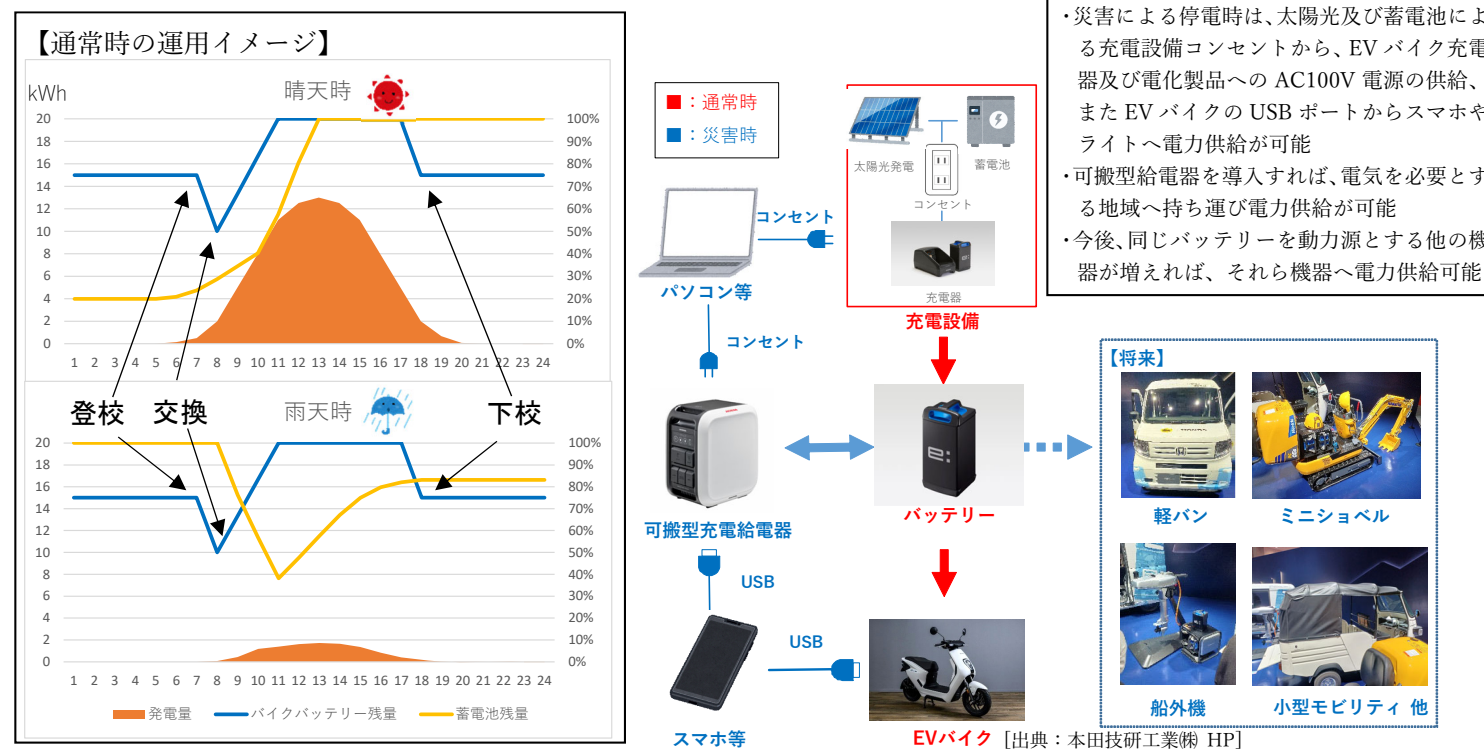 【通常時の運用イメージ】
kWh
晴天時
20
18
16
14
12
10
8
6
4
2
0
100%
90%
80%
70%
60%
50%
40%
30%
20%
10%
0%
1 2 3 4 5 6 7 8 9 10 11 12 13 14 15 16 17 18 19 20 21 22 23 24
登校 交換 雨天時 下校
20
18
16
14
12
10
8
6
4
2
0
100%
90%
80%
70%
60%
50%
40%
30%
20%
10%
0%
1 2 3 4 5 6 7 8 9 10 11 12 13 14 15 16 17 18 19 20 21 22 23 24
発電量 バイクバッテリー残量 蓄電池残量
■：通常時
■：災害時
太陽光発電
蓄電池
コンセント
充電器
充電設備
コンセント
パソコン等
コンセント
可搬型充電給電器
バッテリー
USB
USB
スマホ等
EVバイク [出典：本田技研工業㈱ HP]
・災害による停電時は、太陽光及び蓄電池によ
る充電設備コンセントから、EV バイク充電
器及び電化製品への AC100V 電源の供給、
また EV バイクの USB ポートからスマホや
ライトへ電力供給が可能
・可搬型給電器を導入すれば、電気を必要とす
る地域へ持ち運び電力供給が可能
・今後、同じバッテリーを動力源とする他の機
器が増えれば、それら機器へ電力供給可能
【将来】
軽バン
ミニショベル
船外機
小型モビリティ 他